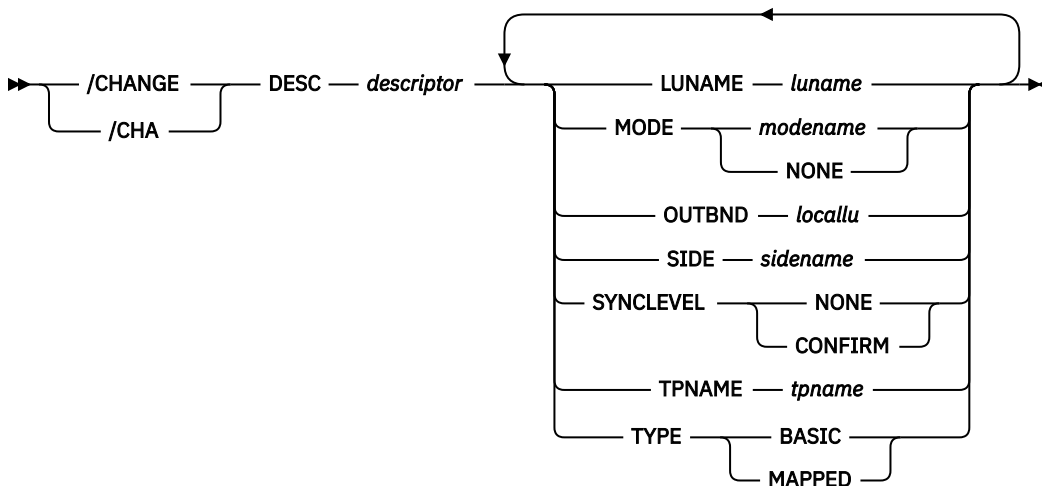 /CHANGE DESC descriptor LUNAME luname
/CHA
MODE modename
NONE
OUTBND locallu
SIDE sidename
SYNCLEVEL NONE
CONFIRM
TPNAME tpname
TYPE BASIC
MAPPED